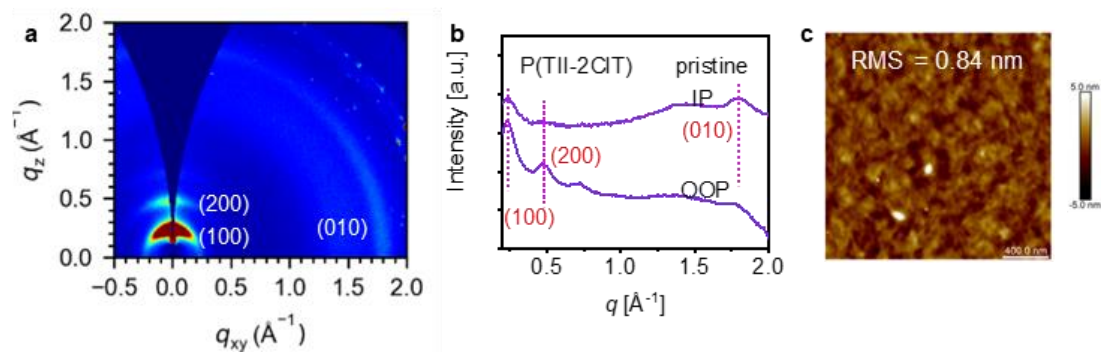 a
2.0
1.5
1.0
0.5
0.0
q_z (Å⁻¹)
(200)
(100)
(010)
−0.5 0.0 0.5 1.0 1.5 2.0
q_xy (Å⁻¹)
b
Intensity [a.u.]
P(TII-2CIT) pristine
IP
(010)
(200)
OOP
(100)
0.5 1.0 1.5 2.0
q [Å⁻¹]
c
RMS = 0.84 nm
5.0 nm
-5.0 nm
400.0 nm